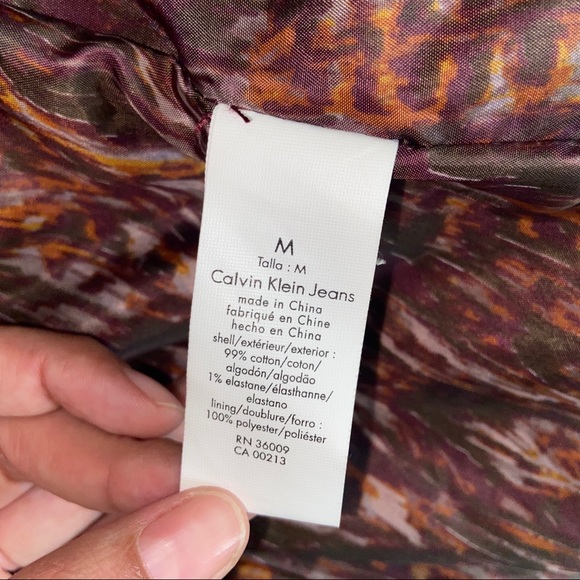 M
Talla : M
Calvin Klein Jeans
made in China
fabriqué en Chine
hecho en China
shell/extérieur/exterior :
99% cotton/coton/
algodón/algodão
1% elastane/élasthanne/
elastano
lining/doublure/forro :
100% polyester/poliéster
RN 36009
CA 00213